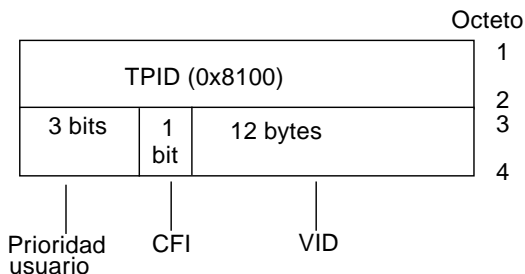 Octeto
1
TPID (0x8100)
2
3 bits 1 12 bytes 3
bit
4
Prioridad CFI VID
usuario